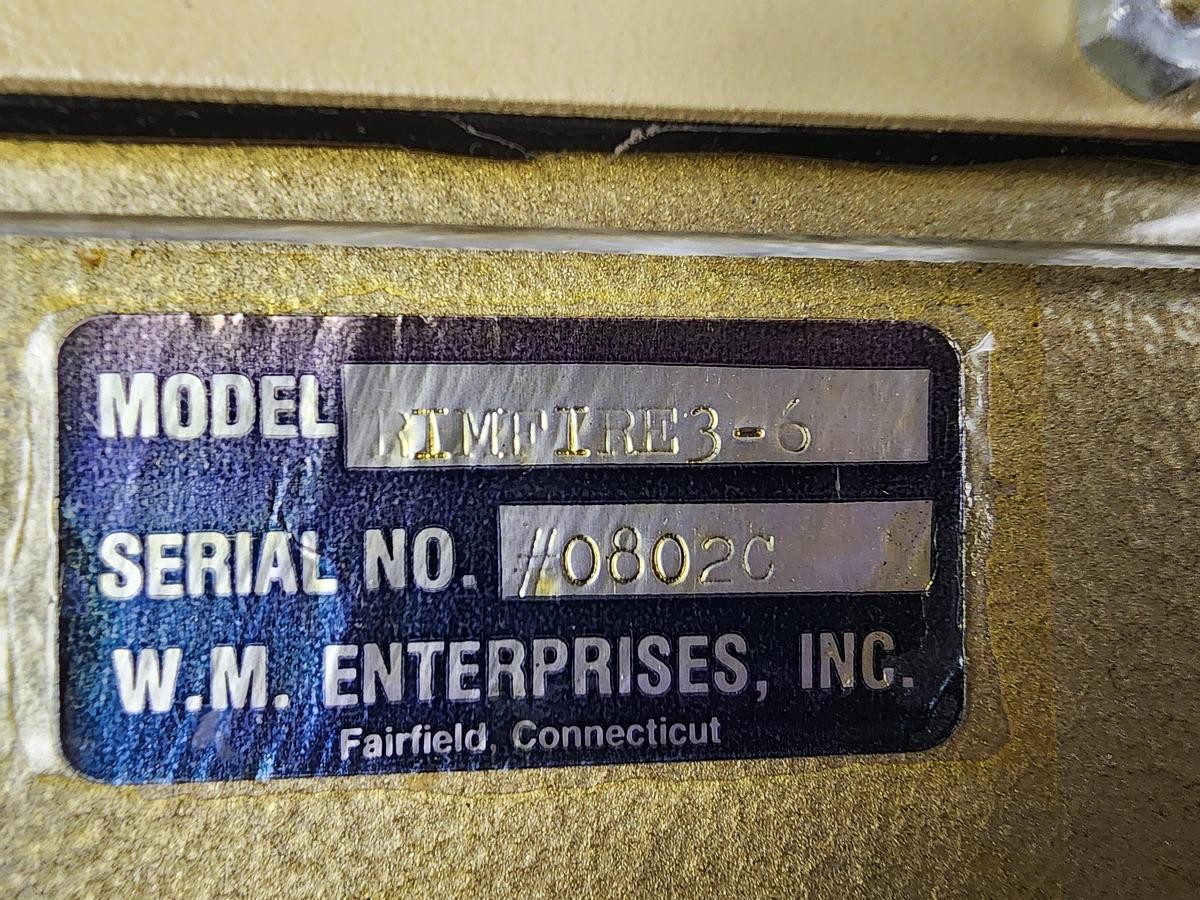 MODEL RIMFIRE3-6
SERIAL NO. #0802C
W.M. ENTERPRISES, INC.
Fairfield, Connecticut